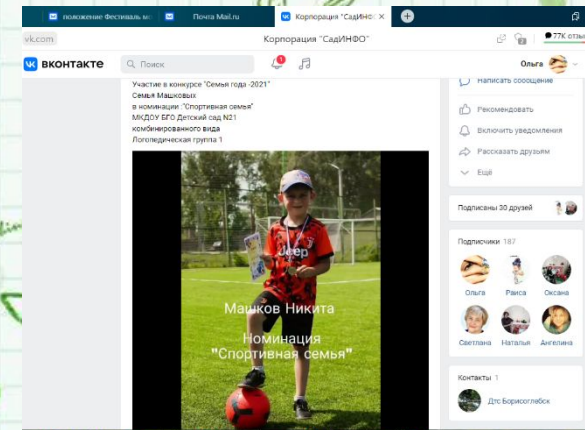 положение Фестиваль мо
Почта Mail.ru
Корпорация "СадИНФО
vk.com
Корпорация "СадИНФО"
77K отзы
вконтакте
Поиск
Ольга
Участие в конкурсе "Семья года -2021"
Семья Машковых
в номинации :"Спортивная семья"
МКДОУ БГО Детский сад N21
комбинированного вида
Логопедическая группа 1
Jeep
Машков Никита
Номинация
"Спортивная семья"
Написать сообщение
Рекомендовать
Включить уведомления
Рассказать друзьям
Ещё
Подписаны 30 друзей
Подписчики 187
Ольга
Раиса
Оксана
Светлана
Наталья
Ангелина
Контакты 1
Дтс Борисоглебск